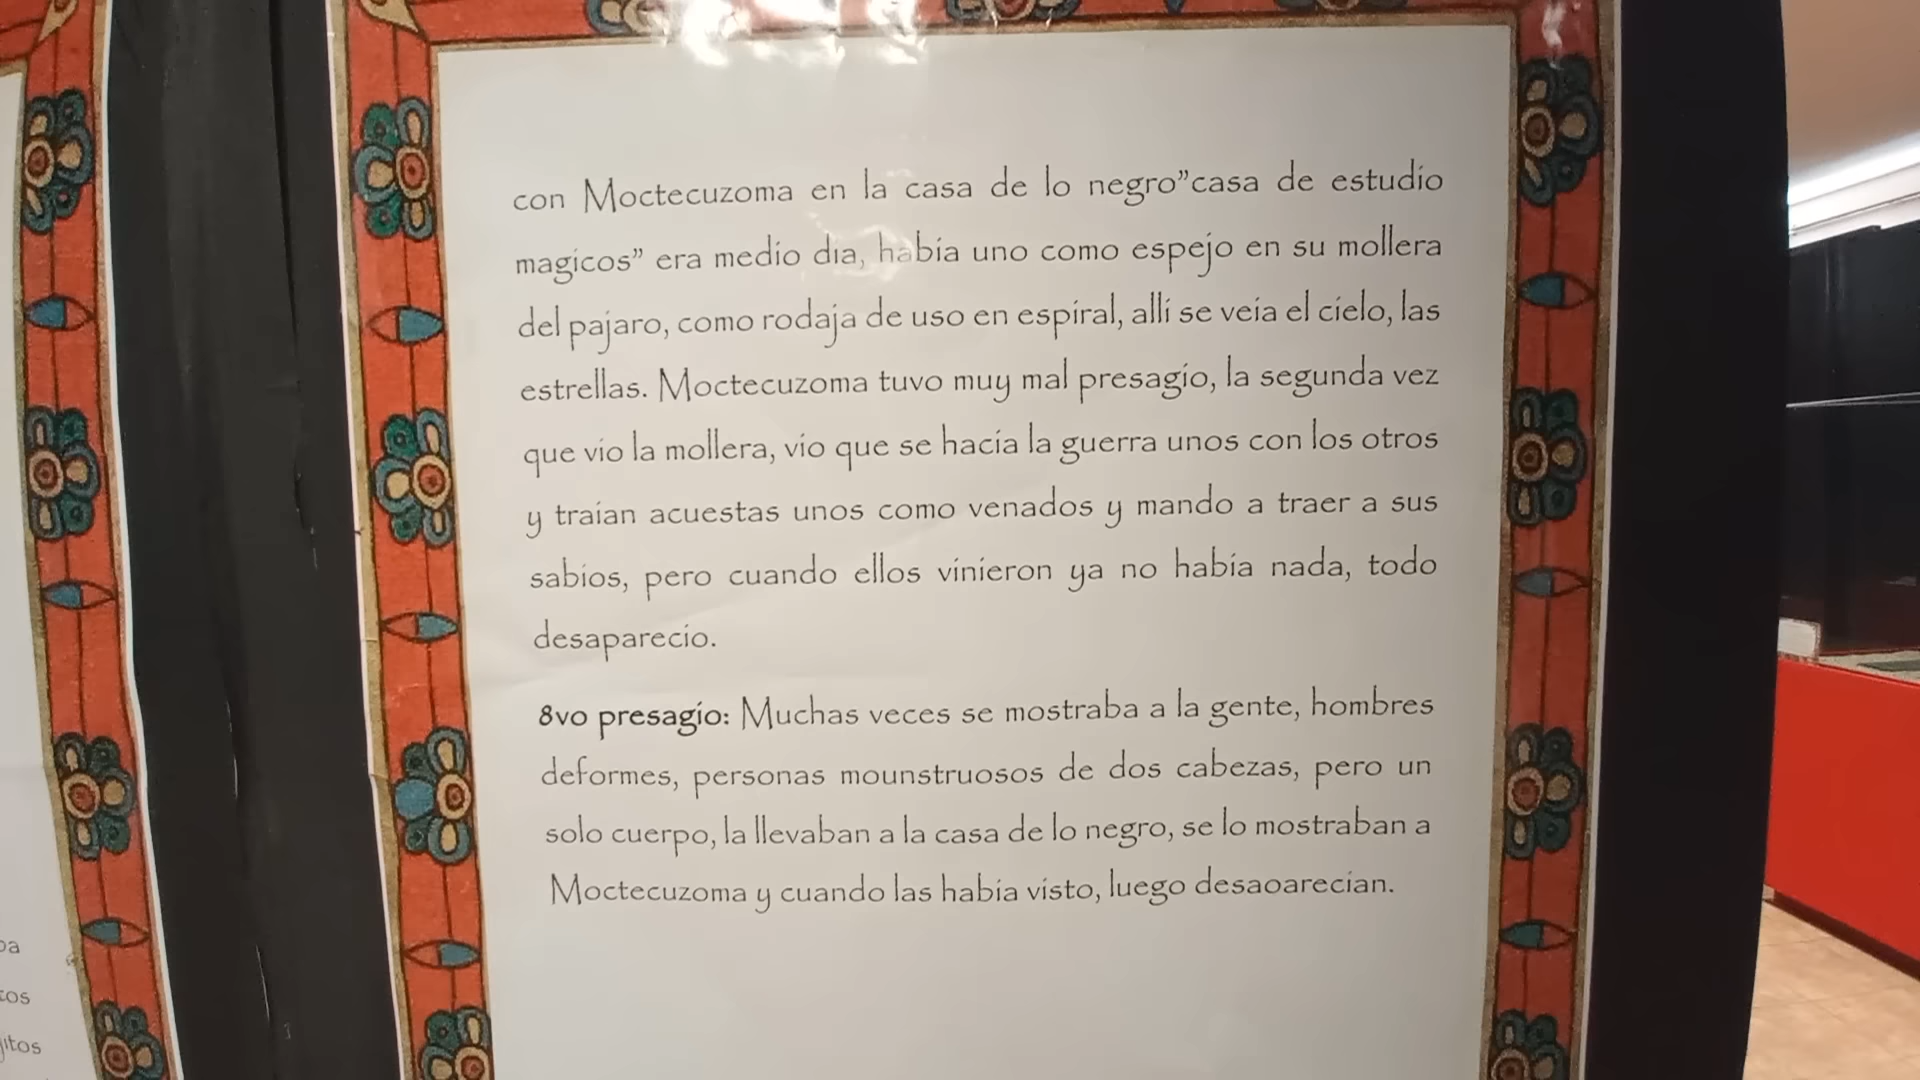 con Moctecuzoma en la casa de lo negro”casa de estudio
magicos” era medio dia, había uno como espejo en su mollera
del pajaro, como rodaja de uso en espiral, alli se veia el cielo, las
estrellas. Moctecuzoma tuvo muy mal presagio, la segunda vez
que vio la mollera, vio que se hacia la guerra unos con los otros
y traian acuestas unos como venados y mando a traer a sus
sabios, pero cuando ellos vinieron ya no habia nada, todo
desaparecio.
8vo presagio: Muchas veces se mostraba a la gente, hombres
deformes, personas mounstruosos de dos cabezas, pero un
solo cuerpo, la llevaban a la casa de lo negro, se lo mostraban a
Moctecuzoma y cuando las habia visto, luego desaoarecian.